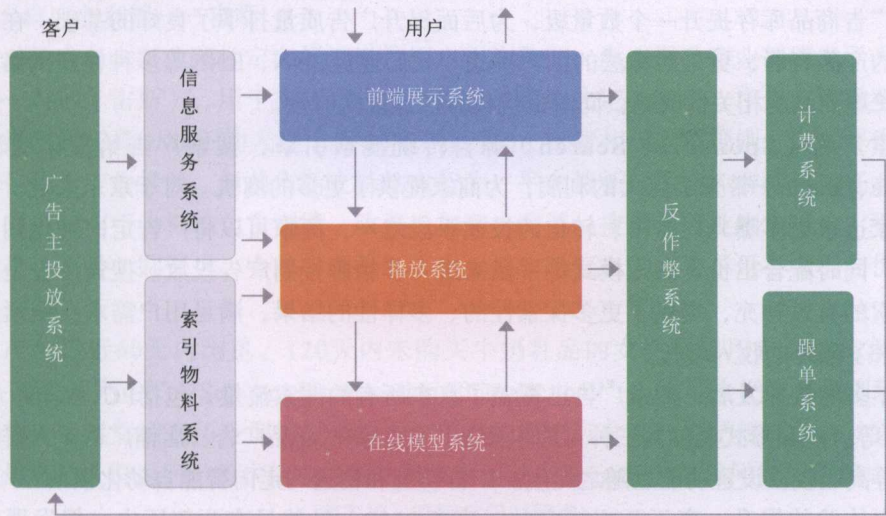 客户
用户
广告主投放系统
信息服务系统
索引物料系统
前端展示系统
播放系统
在线模型系统
反作弊系统
计费系统
跟单系统